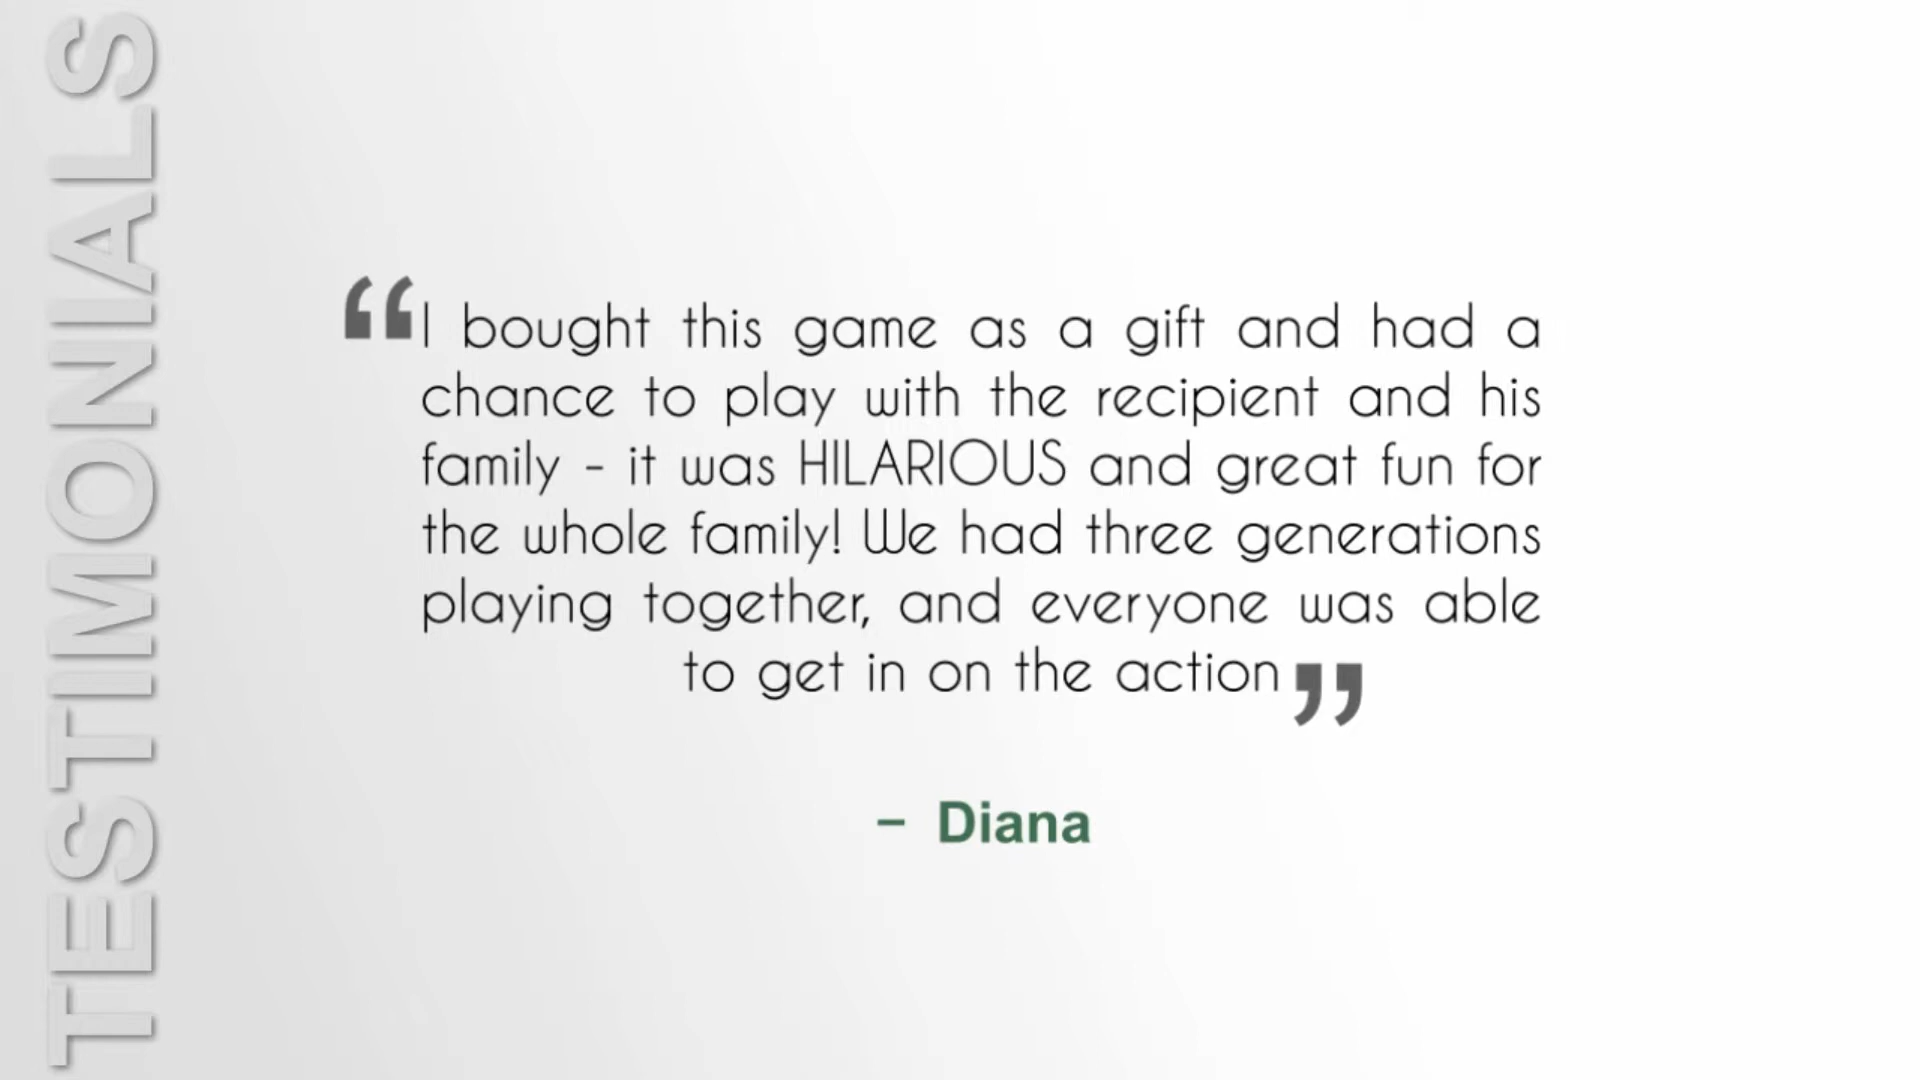 TESTIMONIALS
“I bought this game as a gift and had a
chance to play with the recipient and his
family - it was HILARIOUS and great fun for
the whole family! We had three generations
playing together, and everyone was able
to get in on the action”
– Diana